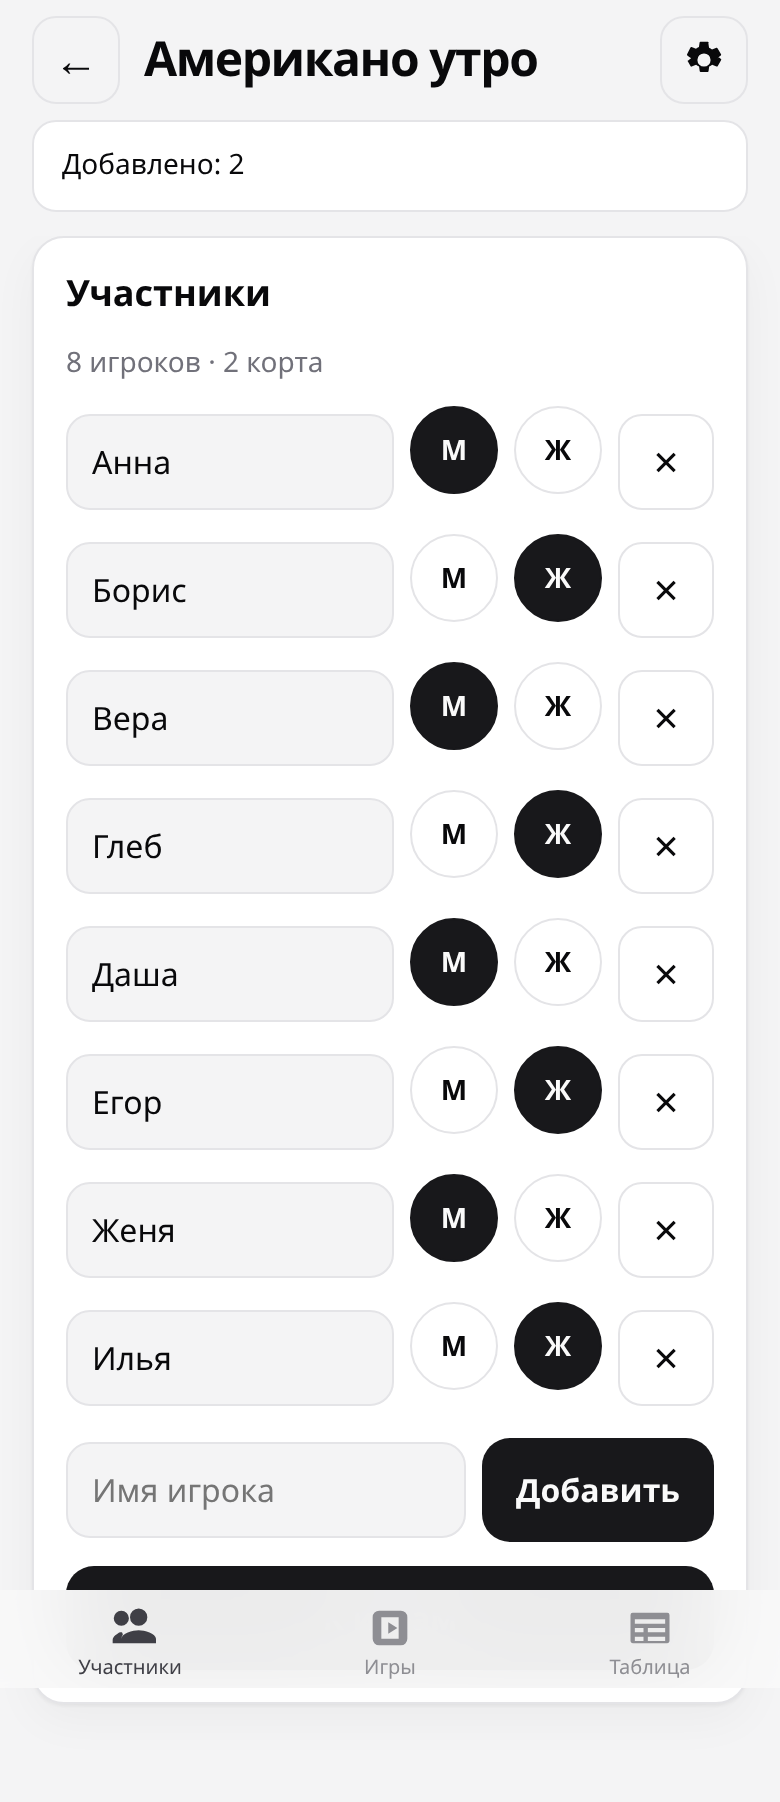 ← Американо утро
Добавлено: 2
Участники
8 игроков · 2 корта
Анна М Ж ✕
Борис М Ж ✕
Вера М Ж ✕
Глеб М Ж ✕
Даша М Ж ✕
Егор М Ж ✕
Женя М Ж ✕
Илья М Ж ✕
Имя игрока Добавить
Участники Игры Таблица